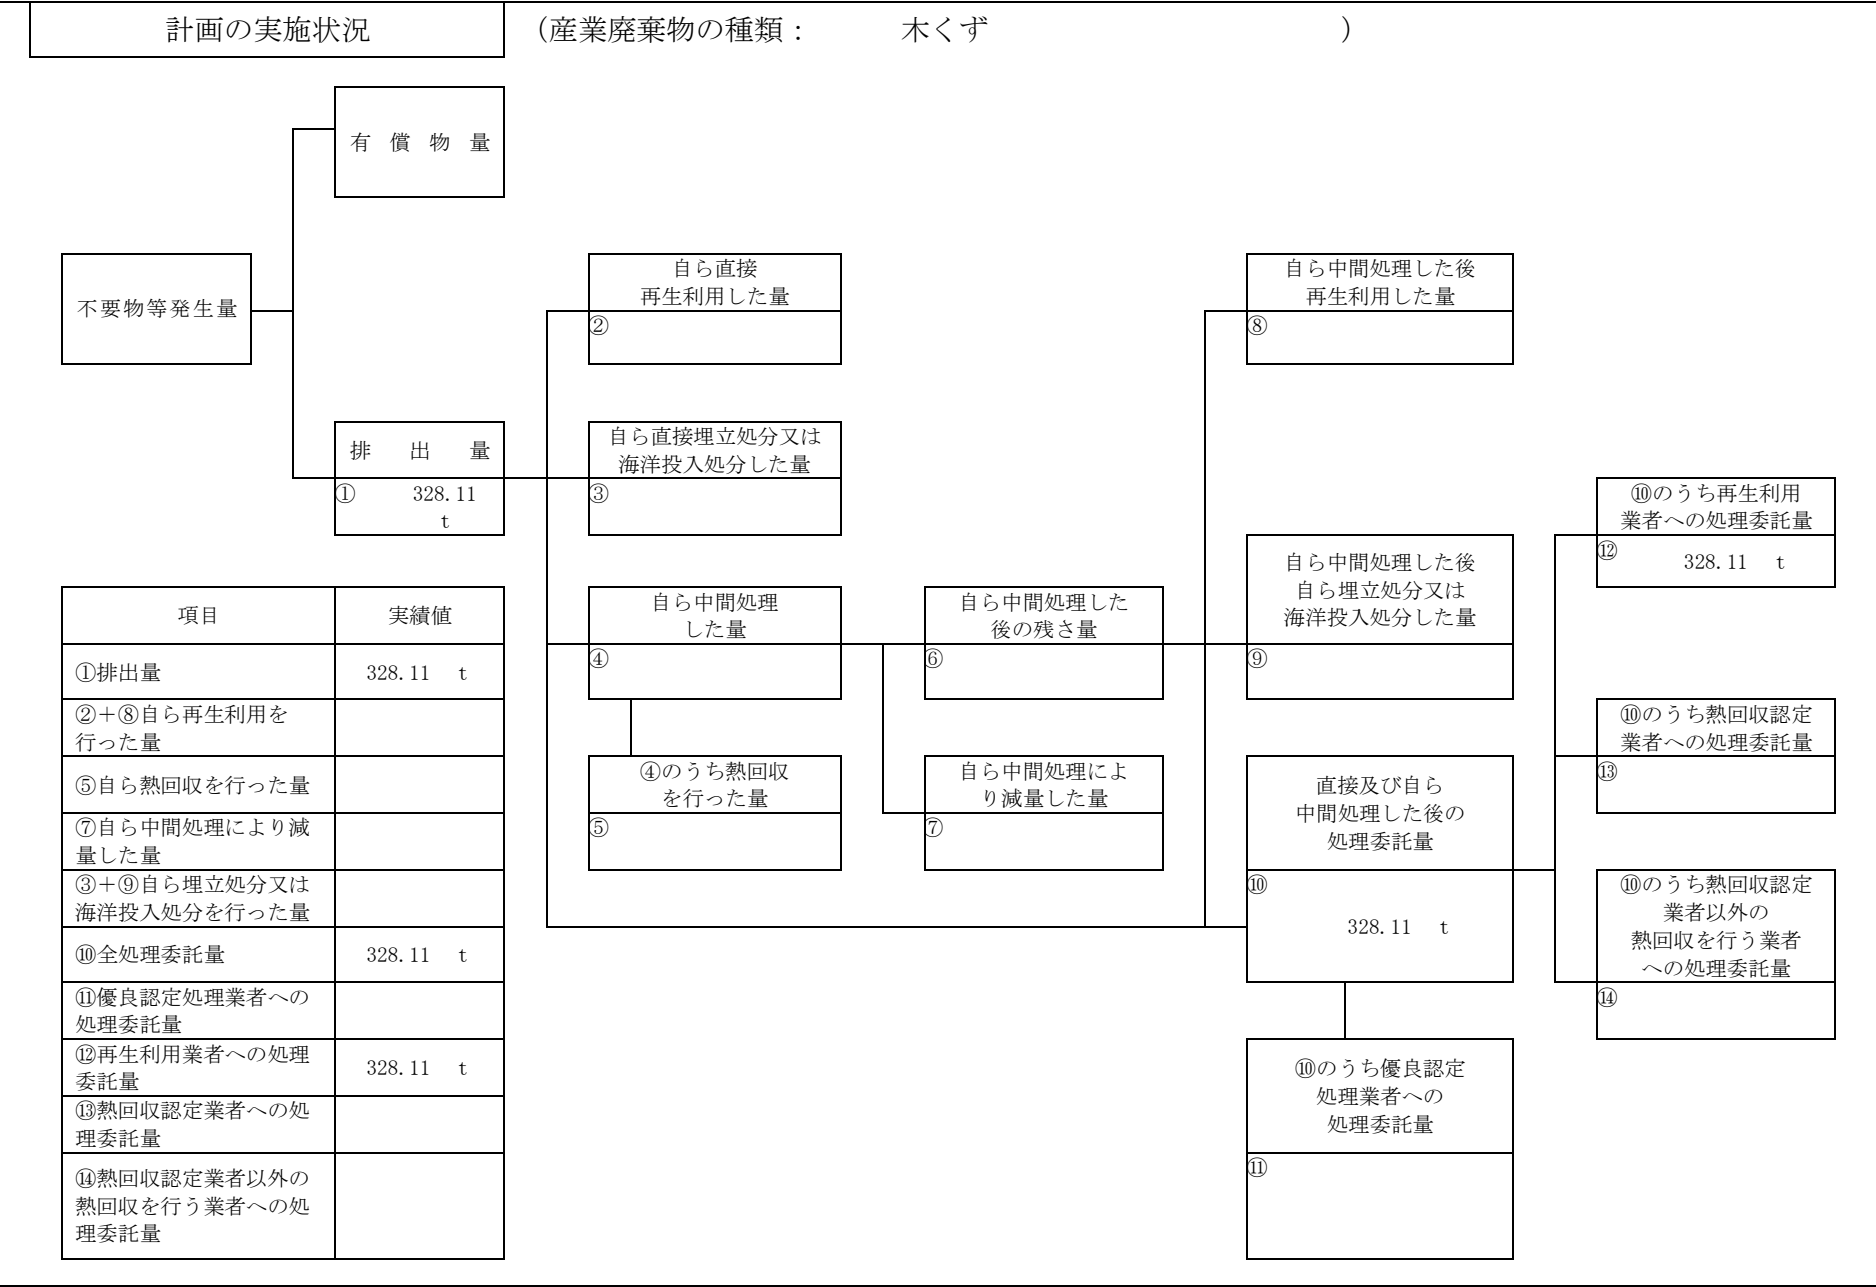 計画の実施状況 (産業廃棄物の種類： 木くず )
有償物量
不要物等発生量
排出量
① 328.11
t
自ら直接
再生利用した量
②
自ら直接埋立処分又は
海洋投入処分した量
③
自ら中間処理
した量
④
④のうち熱回収
を行った量
⑤
自ら中間処理した
後の残さ量
⑥
自ら中間処理によ
り減量した量
⑦
自ら中間処理した後
再生利用した量
⑧
自ら中間処理した後
自ら埋立処分又は
海洋投入処分した量
⑨
直接及び自ら
中間処理した後の
処理委託量
⑩
328.11 t
⑩のうち優良認定
処理業者への
処理委託量
⑪
⑩のうち再生利用
業者への処理委託量
⑫
328.11 t
⑩のうち熱回収認定
業者への処理委託量
⑬
⑩のうち熱回収認定
業者以外の
熱回収を行う業者
への処理委託量
⑭
項目 実績値
①排出量 328.11 t
②＋⑧自ら再生利用を
行った量
⑤自ら熱回収を行った量
⑦自ら中間処理により減
量した量
③＋⑨自ら埋立処分又は
海洋投入処分を行った量
⑩全処理委託量 328.11 t
⑪優良認定処理業者への
処理委託量
⑫再生利用業者への処理
委託量 328.11 t
⑬熱回収認定業者への処
理委託量
⑭熱回収認定業者以外の
熱回収を行う業者への処
理委託量